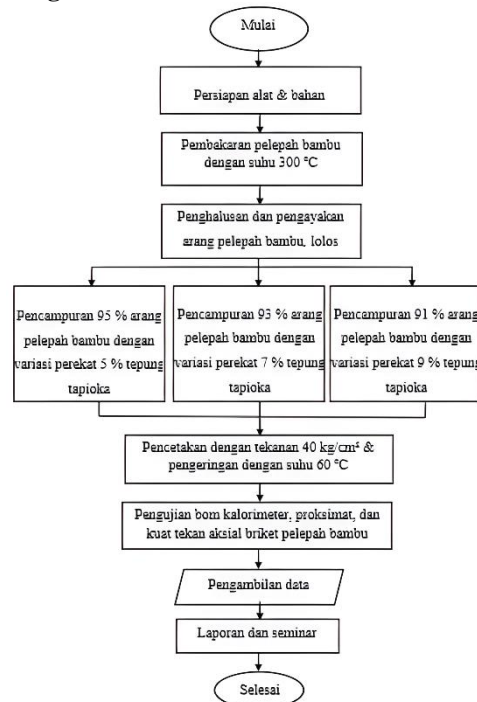 Mulai
Persiapan alat & bahan
Pembakaran pelepah bambu
dengan suhu 300 °C
Penghalusan dan pengayakan
arang pelepah bambu, lolos
Pencampuran 95 % arang
pelepah bambu dengan
variasi perekat 5 % tepung
tapioka
Pencampuran 93 % arang
pelepah bambu dengan
variasi perekat 7 % tepung
tapioka
Pencampuran 91 % arang
pelepah bambu dengan
variasi perekat 9 % tepung
tapioka
Pencetakan dengan tekanan 40 kg/cm² &
pengeringan dengan suhu 60 °C
Pengujian bom kalorimeter, proksimat, dan
kuat tekan aksial briket pelepah bambu
Pengambilan data
Laporan dan seminar
Selesai